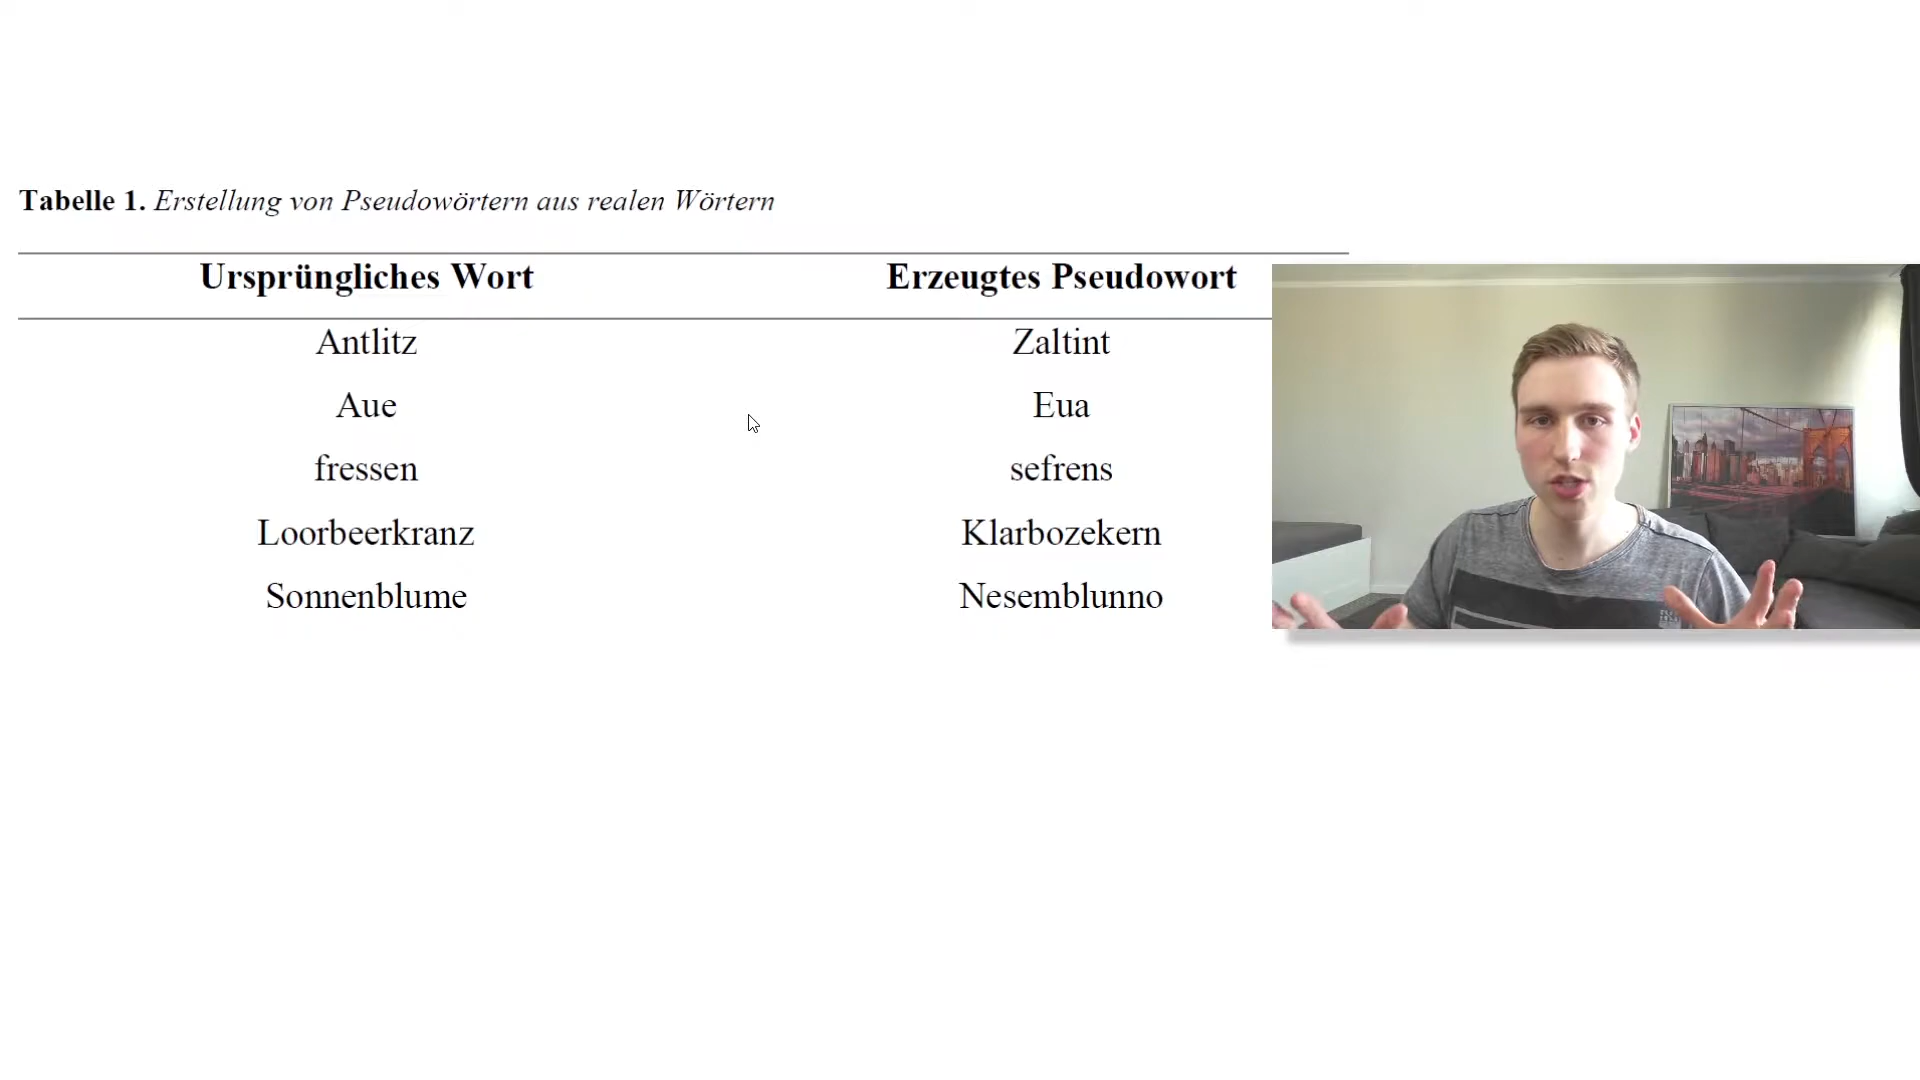 Tabelle 1. Erstellung von Pseudowörtern aus realen Wörtern
Ursprüngliches Wort Erzeugtes Pseudowort
Antlitz Zaltint
Aue Eua
fressen sefrens
Loorbeerkranz Klarbozekern
Sonnenblume Nesemblunno